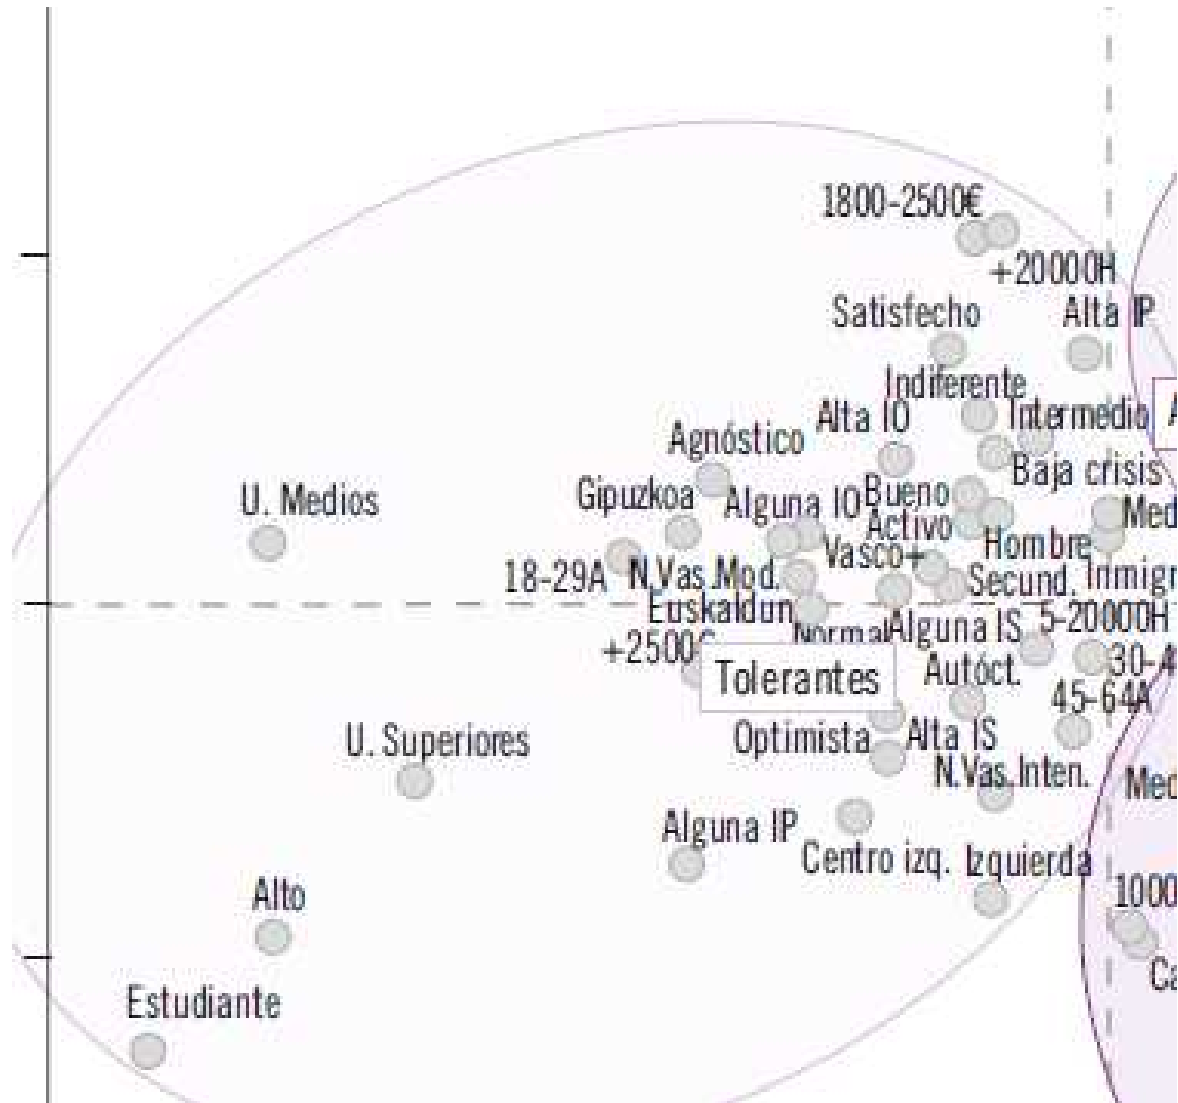 1800-2500€
+20000H
Satisfecho
Alta IP
Indiferente
Alta IO
Intermedio
Agnóstico
Baja crisis
U. Medios
Gipuzkoa
Alguna IO
Bueno
Activo
Hombre
Vasco+
18-29A
N.Vas.Mod.
Secund.
Euskaldun
Normal
Alguna IS
5-20000H
Tolerantes
Autóct.
45-64A
U. Superiores
Optimista
Alta IS
N.Vas.Inten.
Alguna IP
Centro izq.
Izquierda
Alto
Estudiante